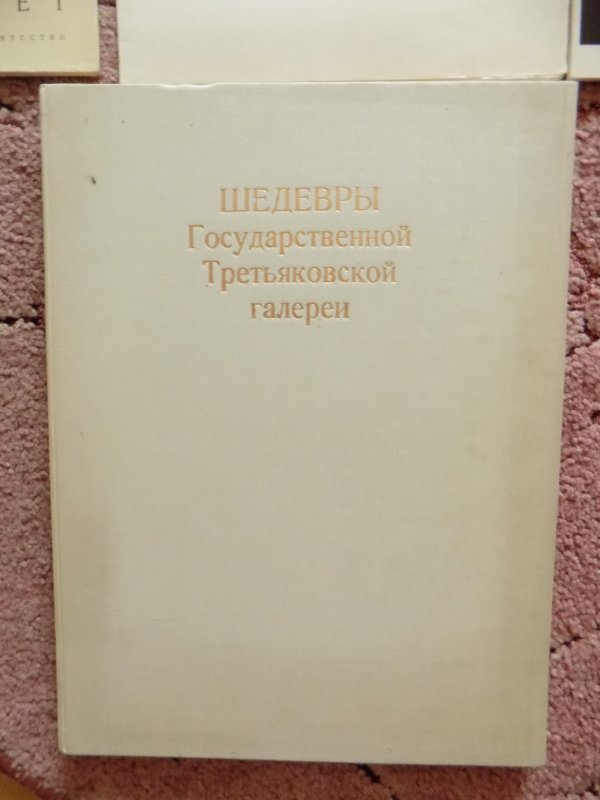 ШЕДЕВРЫ
Государственной
Третьяковской
галереи